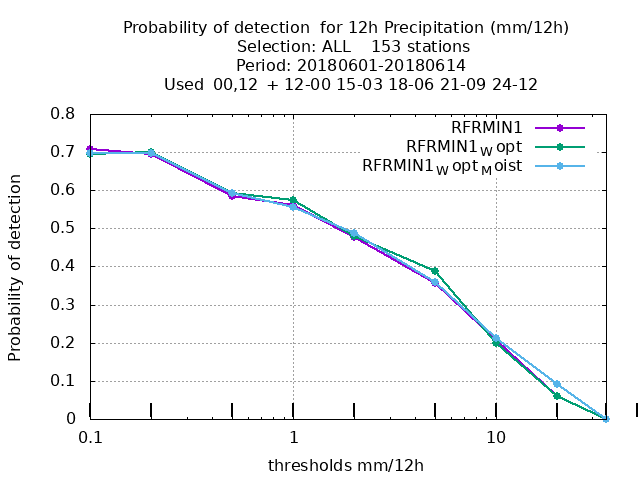 Probability of detection  for 12h Precipitation (mm/12h)
Selection: ALL    153 stations
Period: 20180601-20180614
Used  00,12  + 12-00 15-03 18-06 21-09 24-12
RFRMIN1
RFRMIN1Wopt
RFRMIN1WoptMoist
Probability of detection
0.8
0.7
0.6
0.5
0.4
0.3
0.2
0.1
0
0.1
1
10
thresholds mm/12h